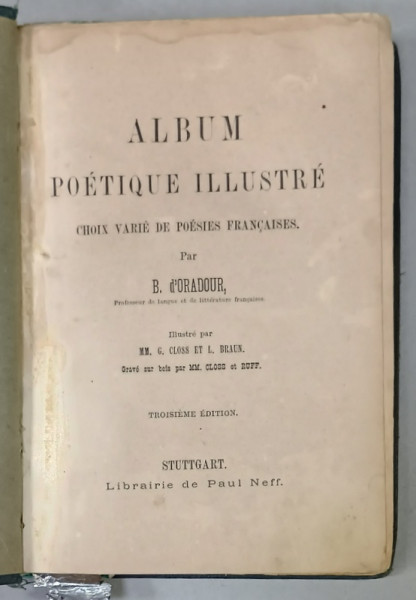 ALBUM
POÉTIQUE ILLUSTRÉ
CHOIX VARIÉ DE POÉSIES FRANÇAISES.
Par
B. d'ORADOUR,
Professeur de langue et de littérature françaises.
Illustré par
MM. G. CLOSS ET L. BRAUN.
Gravé sur bois par MM. CLOSS et RUFF.
TROISIÈME ÉDITION.
STUTTGART.
Librairie de Paul Neff.